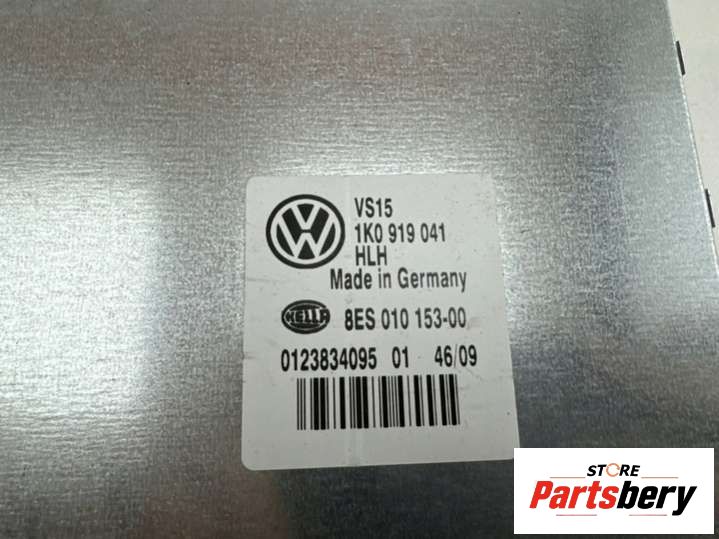 VS15
1K0 919 041
HLH
Made in Germany
HELLA
8ES 010 153-00
0123834095 01 46/09
STORE
Partsbery